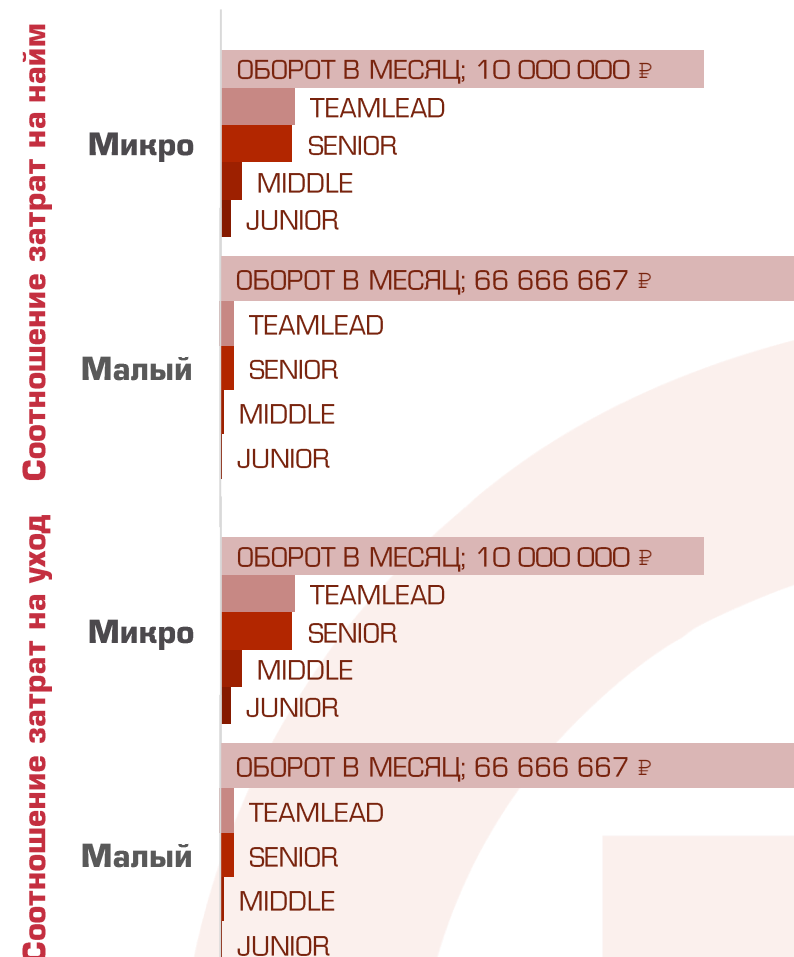 Соотношение затрат на найм
Микро
ОБОРОТ В МЕСЯЦ; 10 000 000 ₽
TEAMLEAD
SENIOR
MIDDLE
JUNIOR
Малый
ОБОРОТ В МЕСЯЦ; 66 666 667 ₽
TEAMLEAD
SENIOR
MIDDLE
JUNIOR
Соотношение затрат на уход
Микро
ОБОРОТ В МЕСЯЦ; 10 000 000 ₽
TEAMLEAD
SENIOR
MIDDLE
JUNIOR
Малый
ОБОРОТ В МЕСЯЦ; 66 666 667 ₽
TEAMLEAD
SENIOR
MIDDLE
JUNIOR